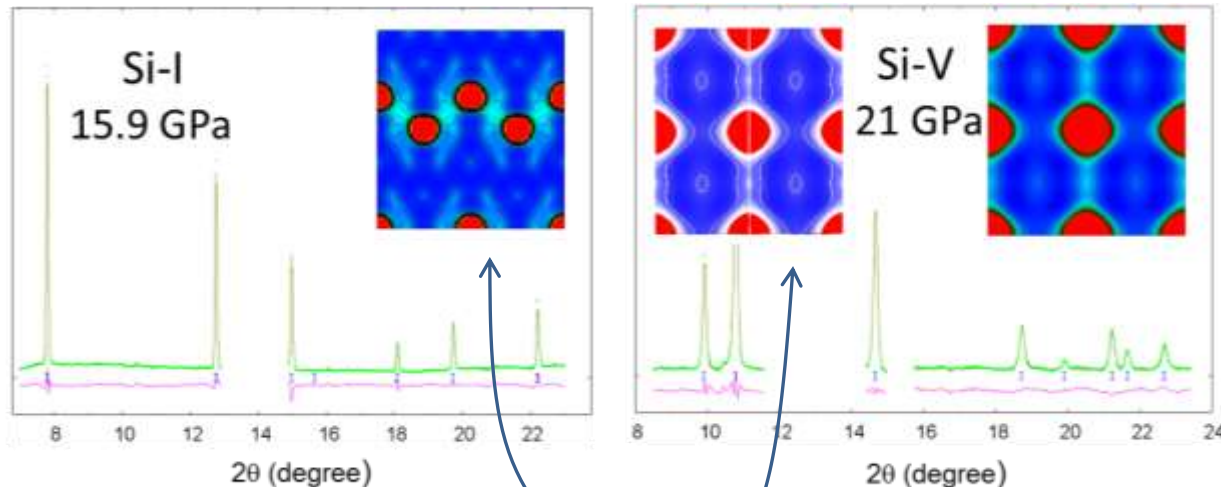 Si-I
15.9 GPa
8 10 12 14 16 18 20 22
2θ (degree)
Si-V
21 GPa
8 10 12 14 16 18 20 22 24
2θ (degree)